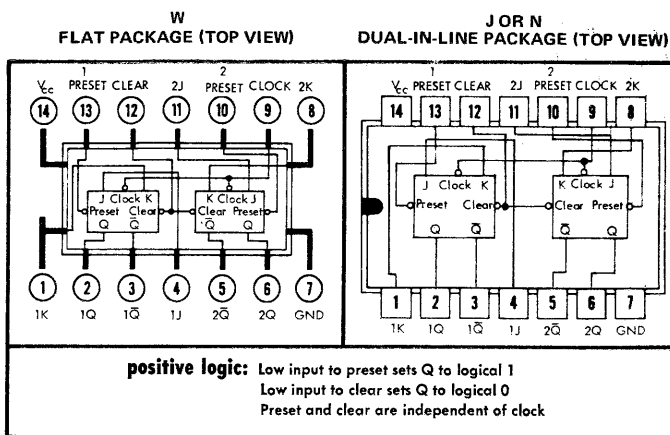 W
FLAT PACKAGE (TOP VIEW)
J OR N
DUAL-IN-LINE PACKAGE (TOP VIEW)
1 2
VCC PRESET CLEAR 2J PRESET CLOCK 2K
14 13 12 11 10 9 8
J Clock K K Clock J
Preset Clear Clear Preset
Q Q̅ Q̅ Q
1 2 3 4 5 6 7
1K 1Q 1Q̅ 1J 2Q̅ 2Q GND
1 2
VCC PRESET CLEAR 2J PRESET CLOCK 2K
14 13 12 11 10 9 8
J Clock K K Clock J
Preset Clear Clear Preset
Q Q̅ Q̅ Q
1 2 3 4 5 6 7
1K 1Q 1Q̅ 1J 2Q̅ 2Q GND
positive logic: Low input to preset sets Q to logical 1
Low input to clear sets Q to logical 0
Preset and clear are independent of clock